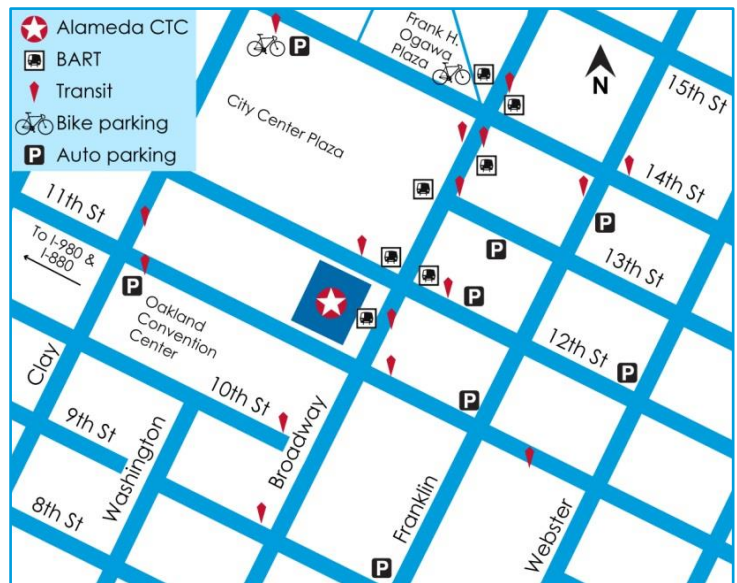 Alameda CTC
BART
Transit
Bike parking
P Auto parking
P
Frank H.
Ogawa
Plaza
N
15th St
City Center Plaza
14th St
11th St
P
13th St
To I-980 &
I-880
P
P
P
Oakland
Convention
Center
12th St
P
Clay
10th St
P
9th St
Washington
Broadway
Franklin
Webster
8th St
P